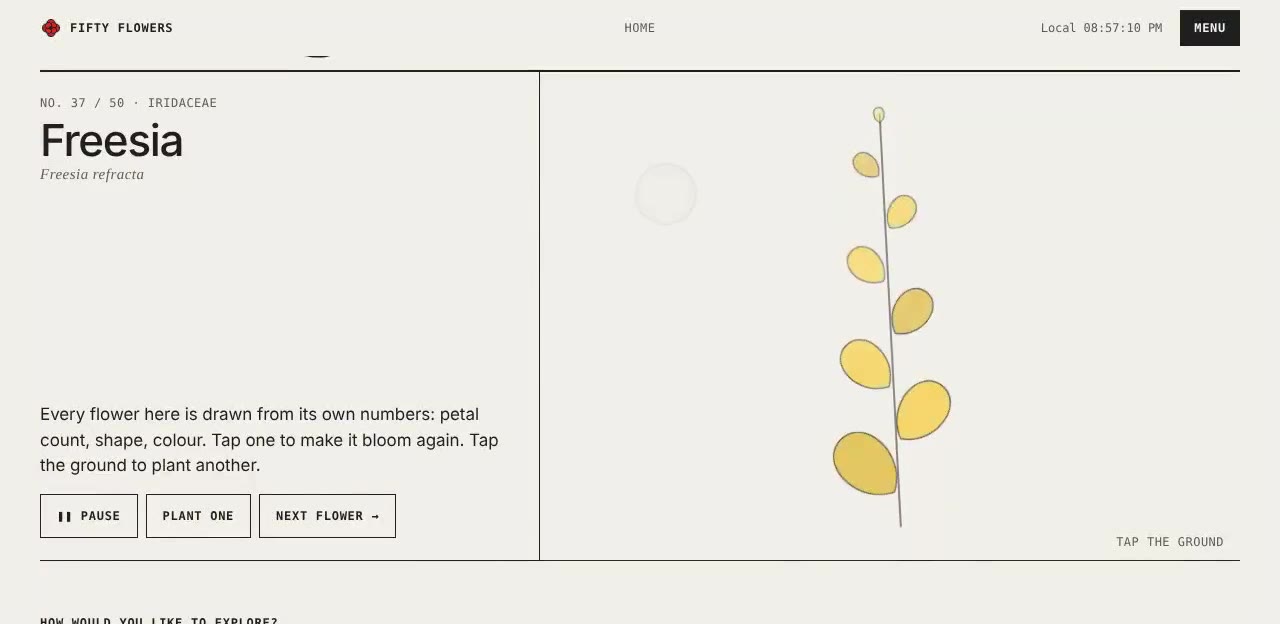 FIFTY FLOWERS
HOME
Local 08:57:10 PM
MENU
NO. 37 / 50 · IRIDACEAE
Freesia
Freesia refracta
Every flower here is drawn from its own numbers: petal
count, shape, colour. Tap one to make it bloom again. Tap
the ground to plant another.
PAUSE
PLANT ONE
NEXT FLOWER →
TAP THE GROUND
HOW WOULD YOU LIKE TO EXPLORE?